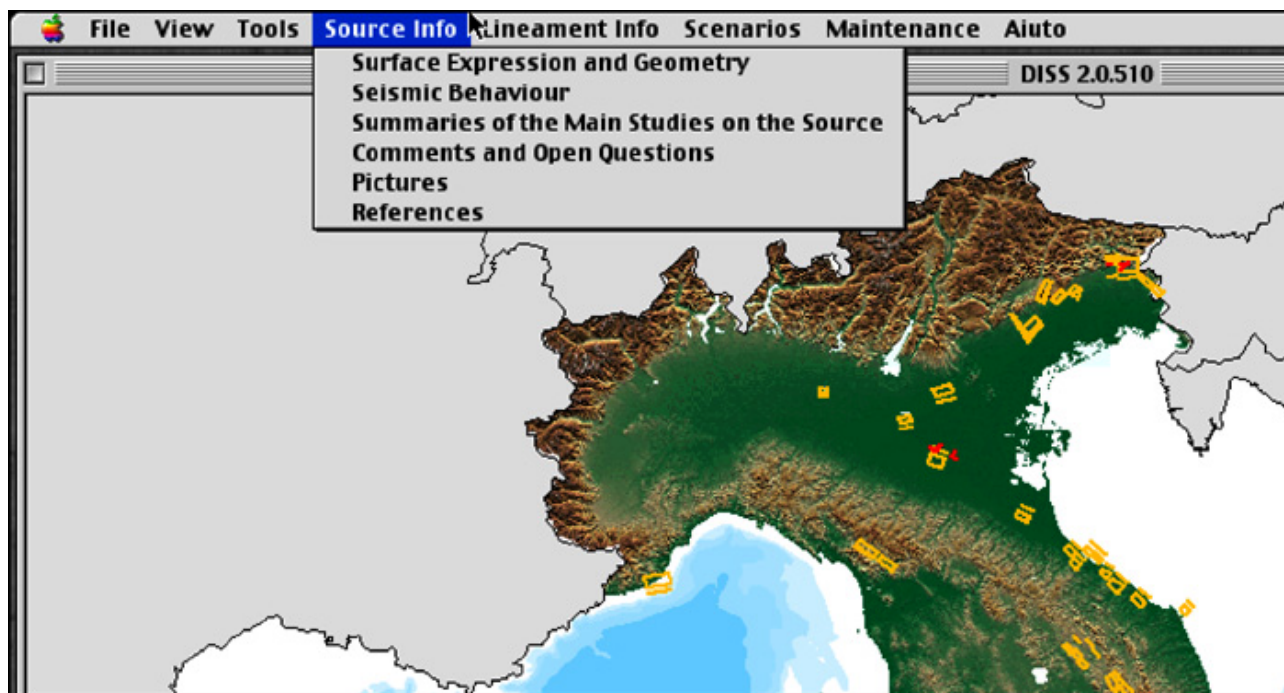 File View Tools Source Info Lineament Info Scenarios Maintenance Aiuto
DISS 2.0.510
Surface Expression and Geometry
Seismic Behaviour
Summaries of the Main Studies on the Source
Comments and Open Questions
Pictures
References